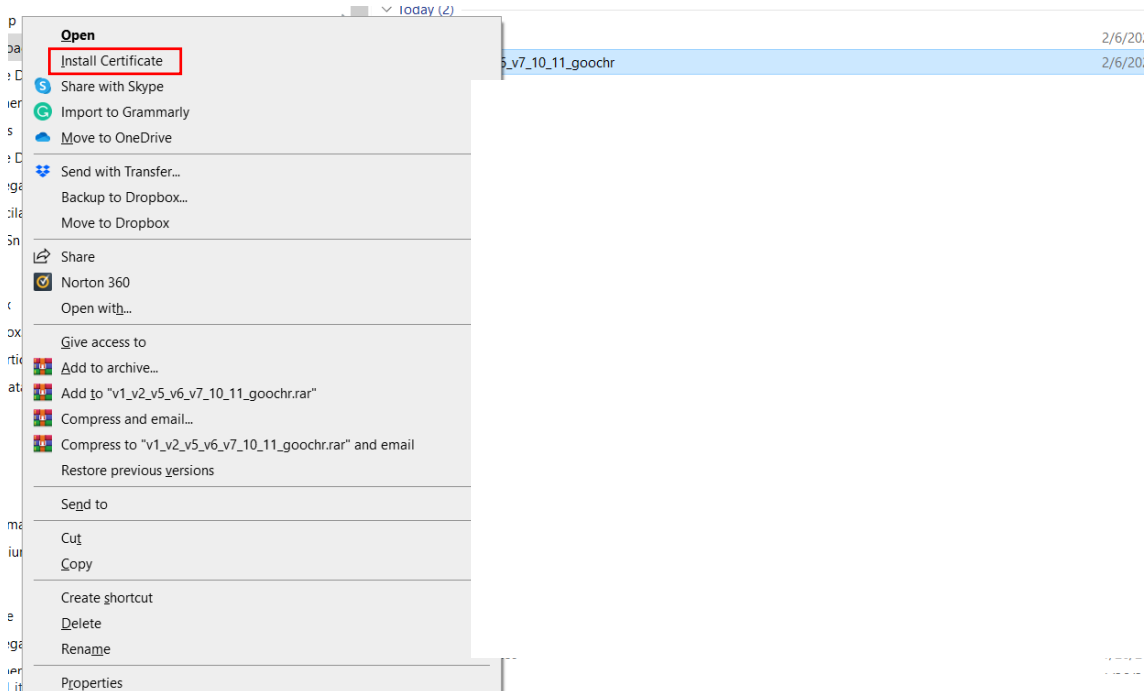 Today (2)
Open
2/6/202
Install Certificate
6_v7_10_11_goochr
2/6/202
Share with Skype
Import to Grammarly
Move to OneDrive
Send with Transfer...
Backup to Dropbox...
Move to Dropbox
Share
Norton 360
Open with...
Give access to
Add to archive...
Add to "v1_v2_v5_v6_v7_10_11_goochr.rar"
Compress and email...
Compress to "v1_v2_v5_v6_v7_10_11_goochr.rar" and email
Restore previous versions
Send to
Cut
Copy
Create shortcut
Delete
Rename
Properties